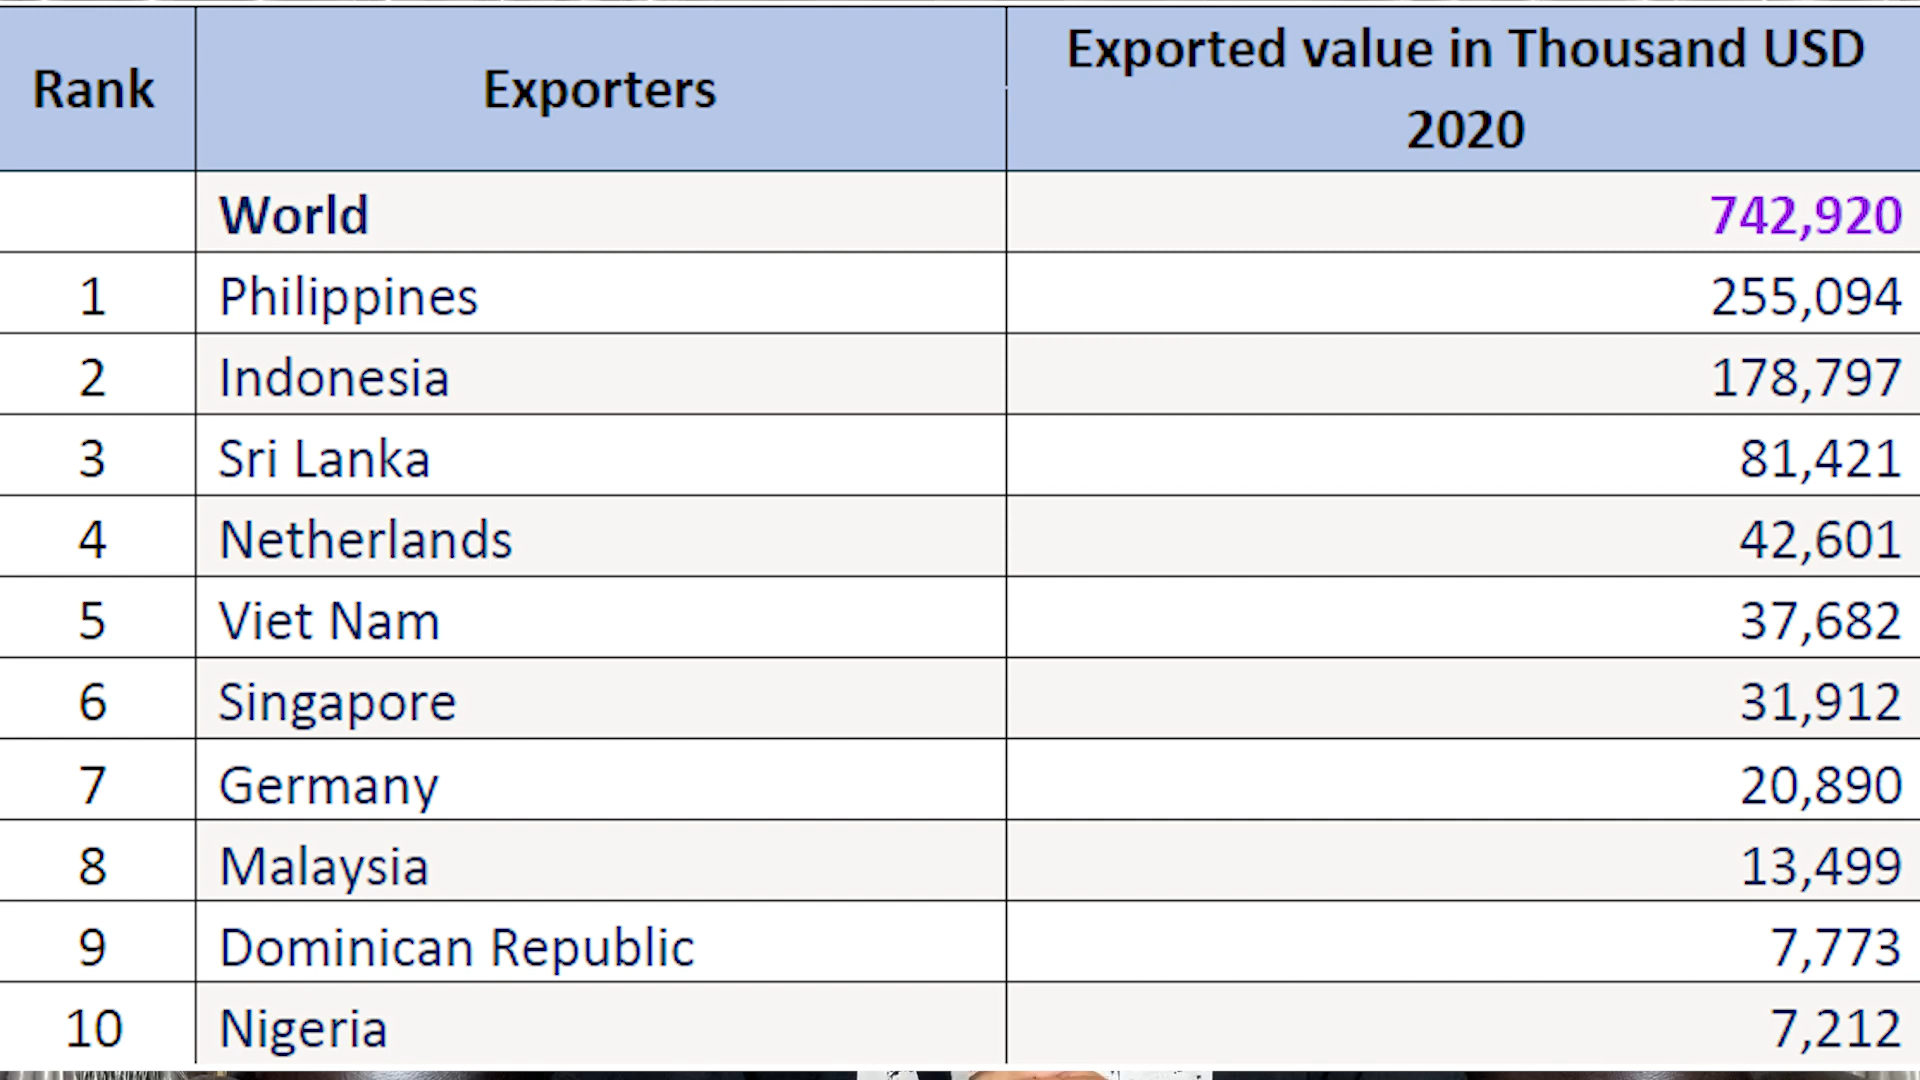 Rank Exporters Exported value in Thousand USD 2020
World 742,920
1 Philippines 255,094
2 Indonesia 178,797
3 Sri Lanka 81,421
4 Netherlands 42,601
5 Viet Nam 37,682
6 Singapore 31,912
7 Germany 20,890
8 Malaysia 13,499
9 Dominican Republic 7,773
10 Nigeria 7,212